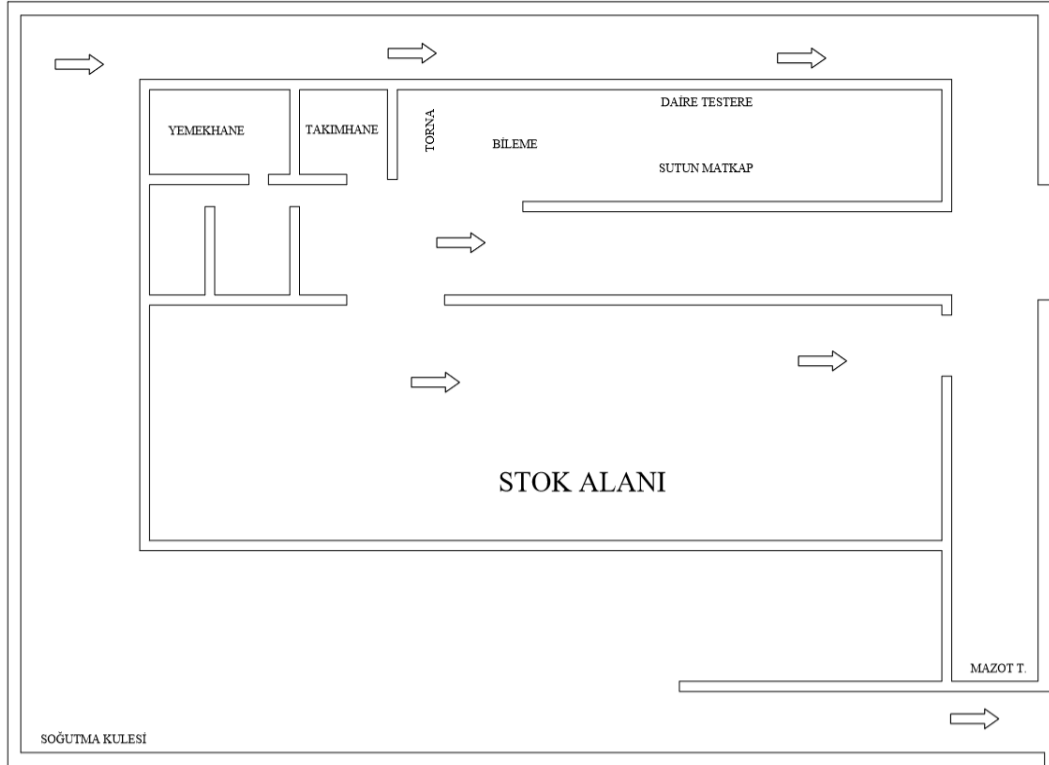 DAİRE TESTERE
YEMEKHANE
TAKIMHANE
TORNA
BİLEME
SUTUN MATKAP
STOK ALANI
MAZOT T.
SOĞUTMA KULESİ